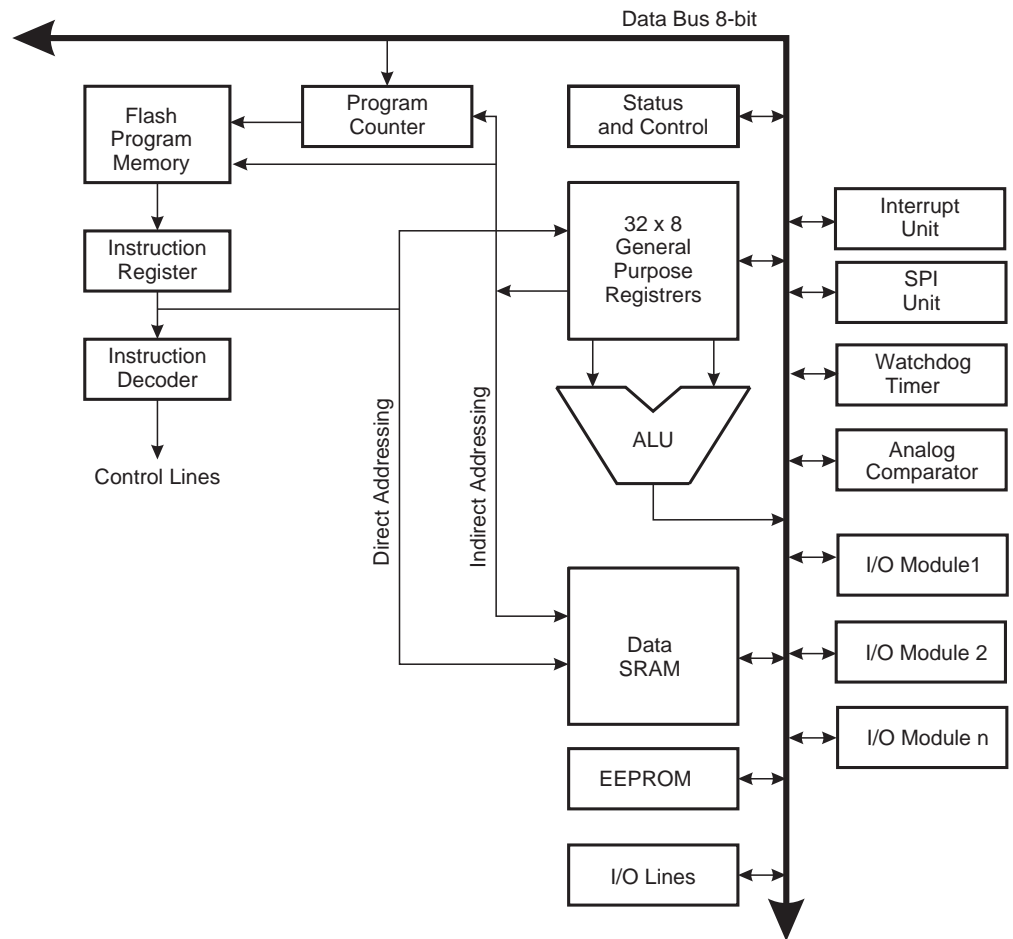 Data Bus 8-bit
Flash
Program
Memory
Program
Counter
Status
and Control
Instruction
Register
32 x 8
General
Purpose
Registrers
Interrupt
Unit
SPI
Unit
Instruction
Decoder
Watchdog
Timer
Control Lines
Direct Addressing
Indirect Addressing
ALU
Analog
Comparator
I/O Module1
Data
SRAM
I/O Module 2
I/O Module n
EEPROM
I/O Lines